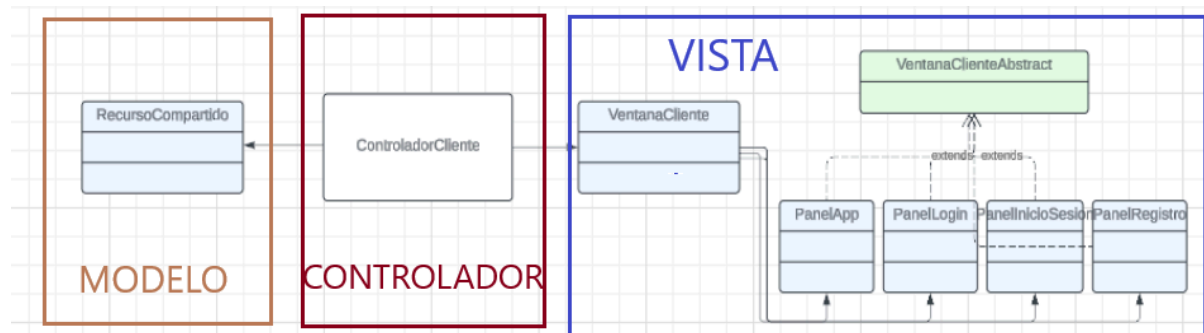 VISTA
VentanaClienteAbstract
RecursoCompartido
VentanaCliente
ControladorCliente
extends extends
PanelApp
PanelLogin
PanelInicioSesion
PanelRegistro
MODELO
CONTROLADOR